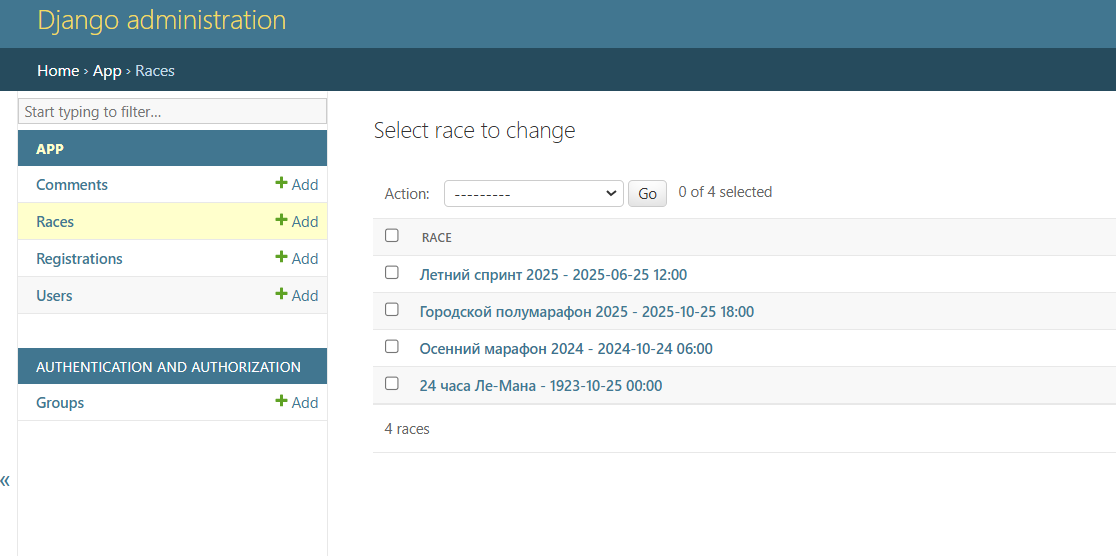 Django administration
Home › App › Races
Start typing to filter...
APP
Comments + Add
Races + Add
Registrations + Add
Users + Add
AUTHENTICATION AND AUTHORIZATION
Groups + Add
«
Select race to change
Action: --------- Go 0 of 4 selected
RACE
Летний спринт 2025 - 2025-06-25 12:00
Городской полумарафон 2025 - 2025-10-25 18:00
Осенний марафон 2024 - 2024-10-24 06:00
24 часа Ле-Мана - 1923-10-25 00:00
4 races